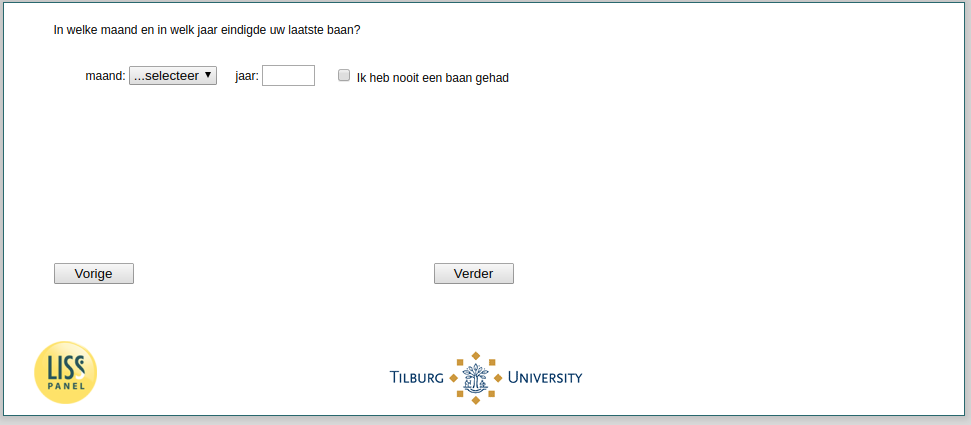 In welke maand en in welk jaar eindigde uw laatste baan?
maand: ...selecteer jaar: Ik heb nooit een baan gehad
Vorige Verder
LISS
PANEL
TILBURG UNIVERSITY